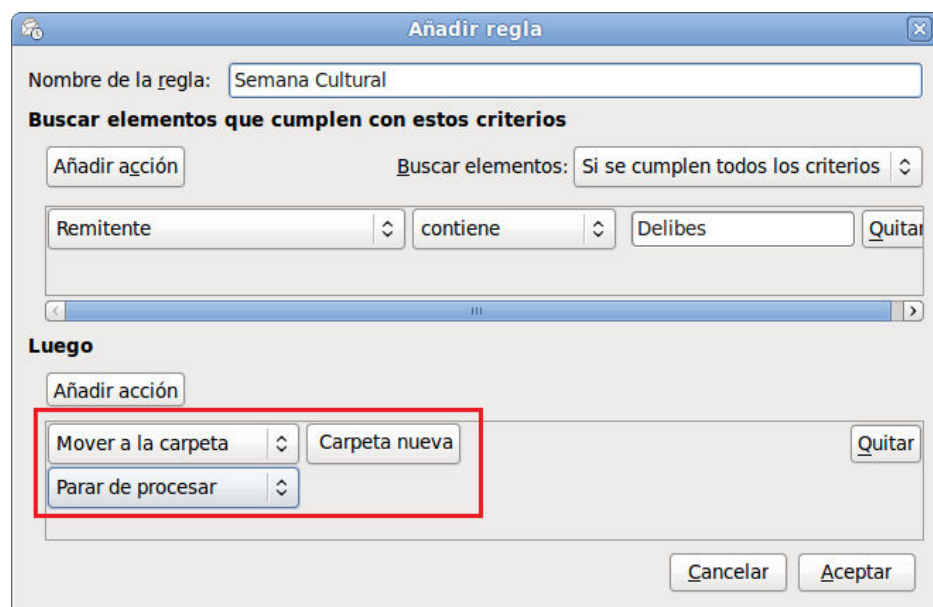 Añadir regla
Nombre de la regla: Semana Cultural
Buscar elementos que cumplen con estos criterios
Añadir acción Buscar elementos: Si se cumplen todos los criterios
Remitente contiene Delibes Quitar
Luego
Añadir acción
Mover a la carpeta Carpeta nueva Quitar
Parar de procesar
Cancelar Aceptar